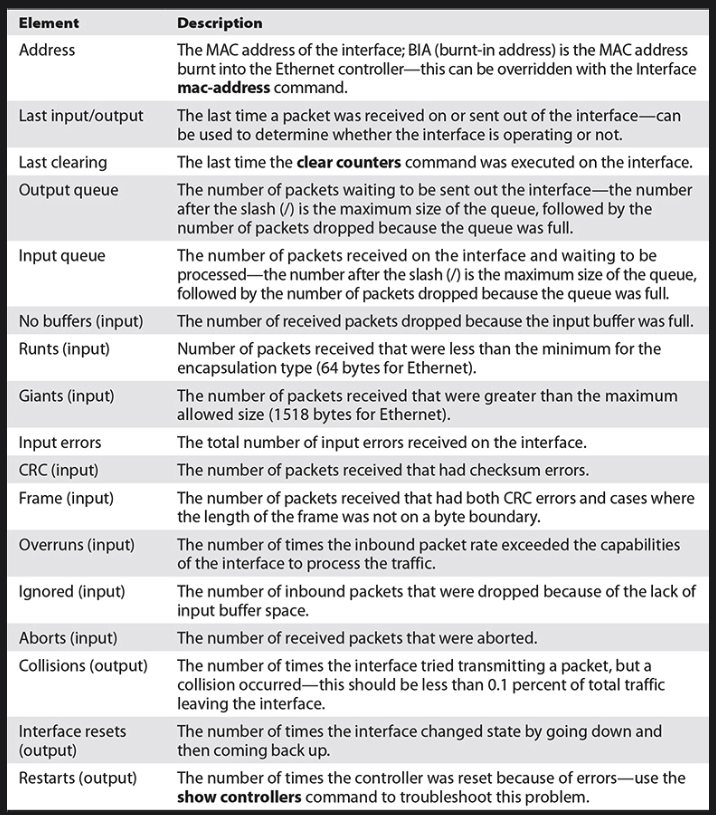 Element Description
Address The MAC address of the interface; BIA (burnt-in address) is the MAC address
burnt into the Ethernet controller—this can be overridden with the Interface
mac-address command.
Last input/output The last time a packet was received on or sent out of the interface—can
be used to determine whether the interface is operating or not.
Last clearing The last time the clear counters command was executed on the interface.
Output queue The number of packets waiting to be sent out the interface—the number
after the slash (/) is the maximum size of the queue, followed by the
number of packets dropped because the queue was full.
Input queue The number of packets received on the interface and waiting to be
processed—the number after the slash (/) is the maximum size of the queue,
followed by the number of packets dropped because the queue was full.
No buffers (input) The number of received packets dropped because the input buffer was full.
Runts (input) Number of packets received that were less than the minimum for the
encapsulation type (64 bytes for Ethernet).
Giants (input) The number of packets received that were greater than the maximum
allowed size (1518 bytes for Ethernet).
Input errors The total number of input errors received on the interface.
CRC (input) The number of packets received that had checksum errors.
Frame (input) The number of packets received that had both CRC errors and cases where
the length of the frame was not on a byte boundary.
Overruns (input) The number of times the inbound packet rate exceeded the capabilities
of the interface to process the traffic.
Ignored (input) The number of inbound packets that were dropped because of the lack of
input buffer space.
Aborts (input) The number of received packets that were aborted.
Collisions (output) The number of times the interface tried transmitting a packet, but a
collision occurred—this should be less than 0.1 percent of total traffic
leaving the interface.
Interface resets The number of times the interface changed state by going down and
(output) then coming back up.
Restarts (output) The number of times the controller was reset because of errors—use the
show controllers command to troubleshoot this problem.